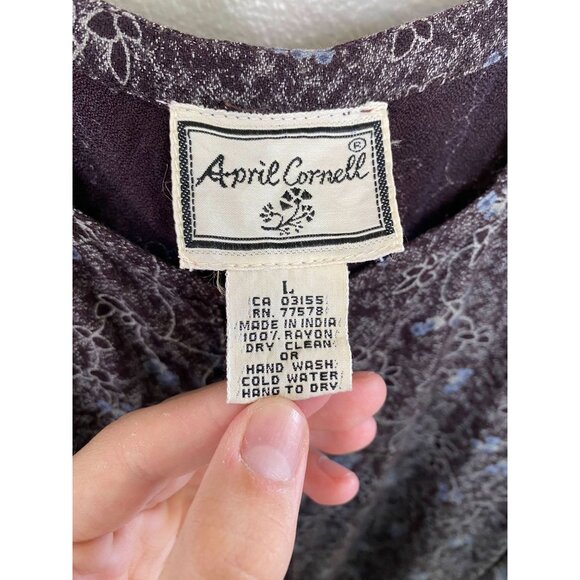 April Cornell ®
L
CA 03155
RN. 77578
MADE IN INDIA
100% RAYON
DRY CLEAN
OR
HAND WASH
COLD WATER
HANG TO DRY